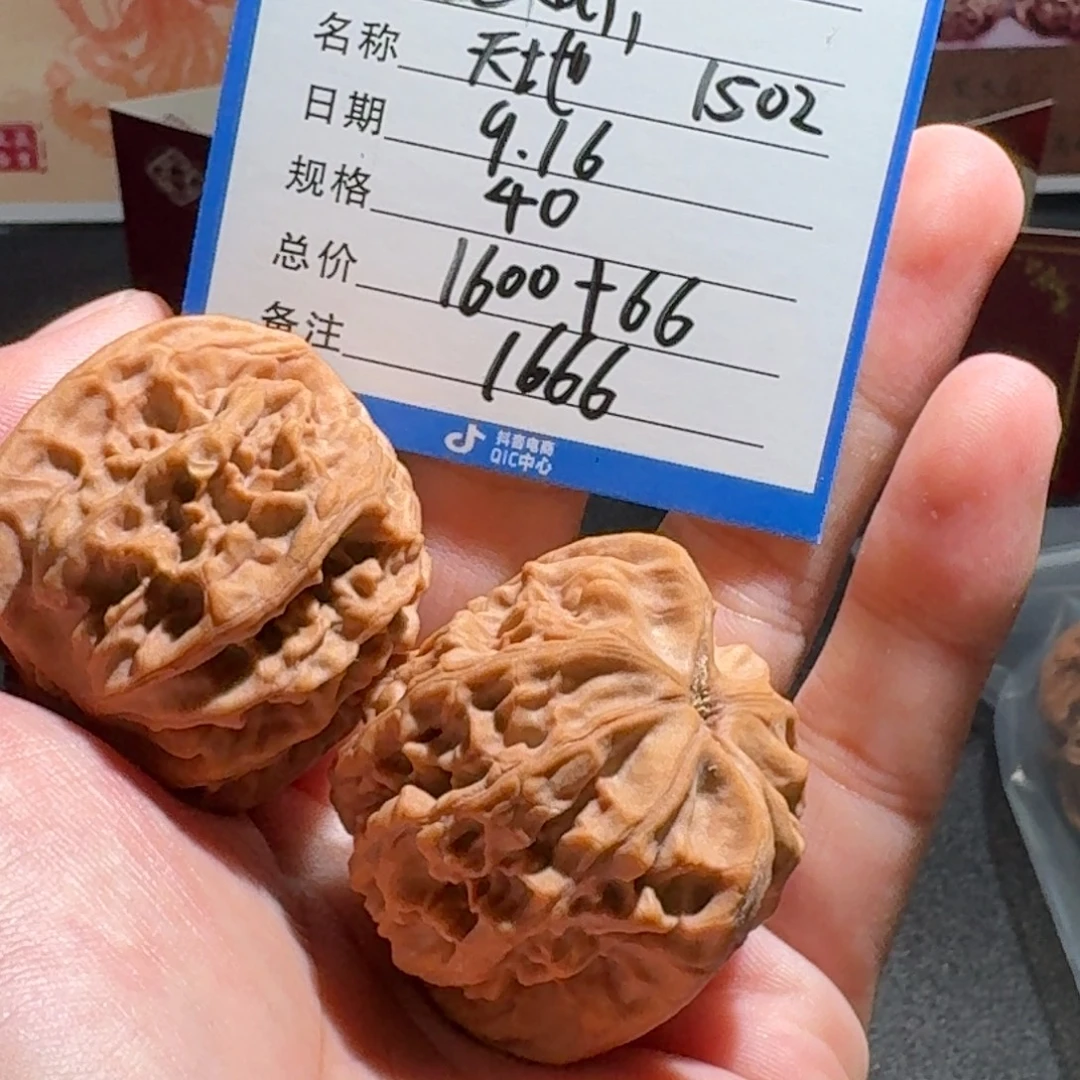 名称 天地 1502
日期 9.16
规格 40
总价 1600+66
备注 1666
抖音电商
QIC中心